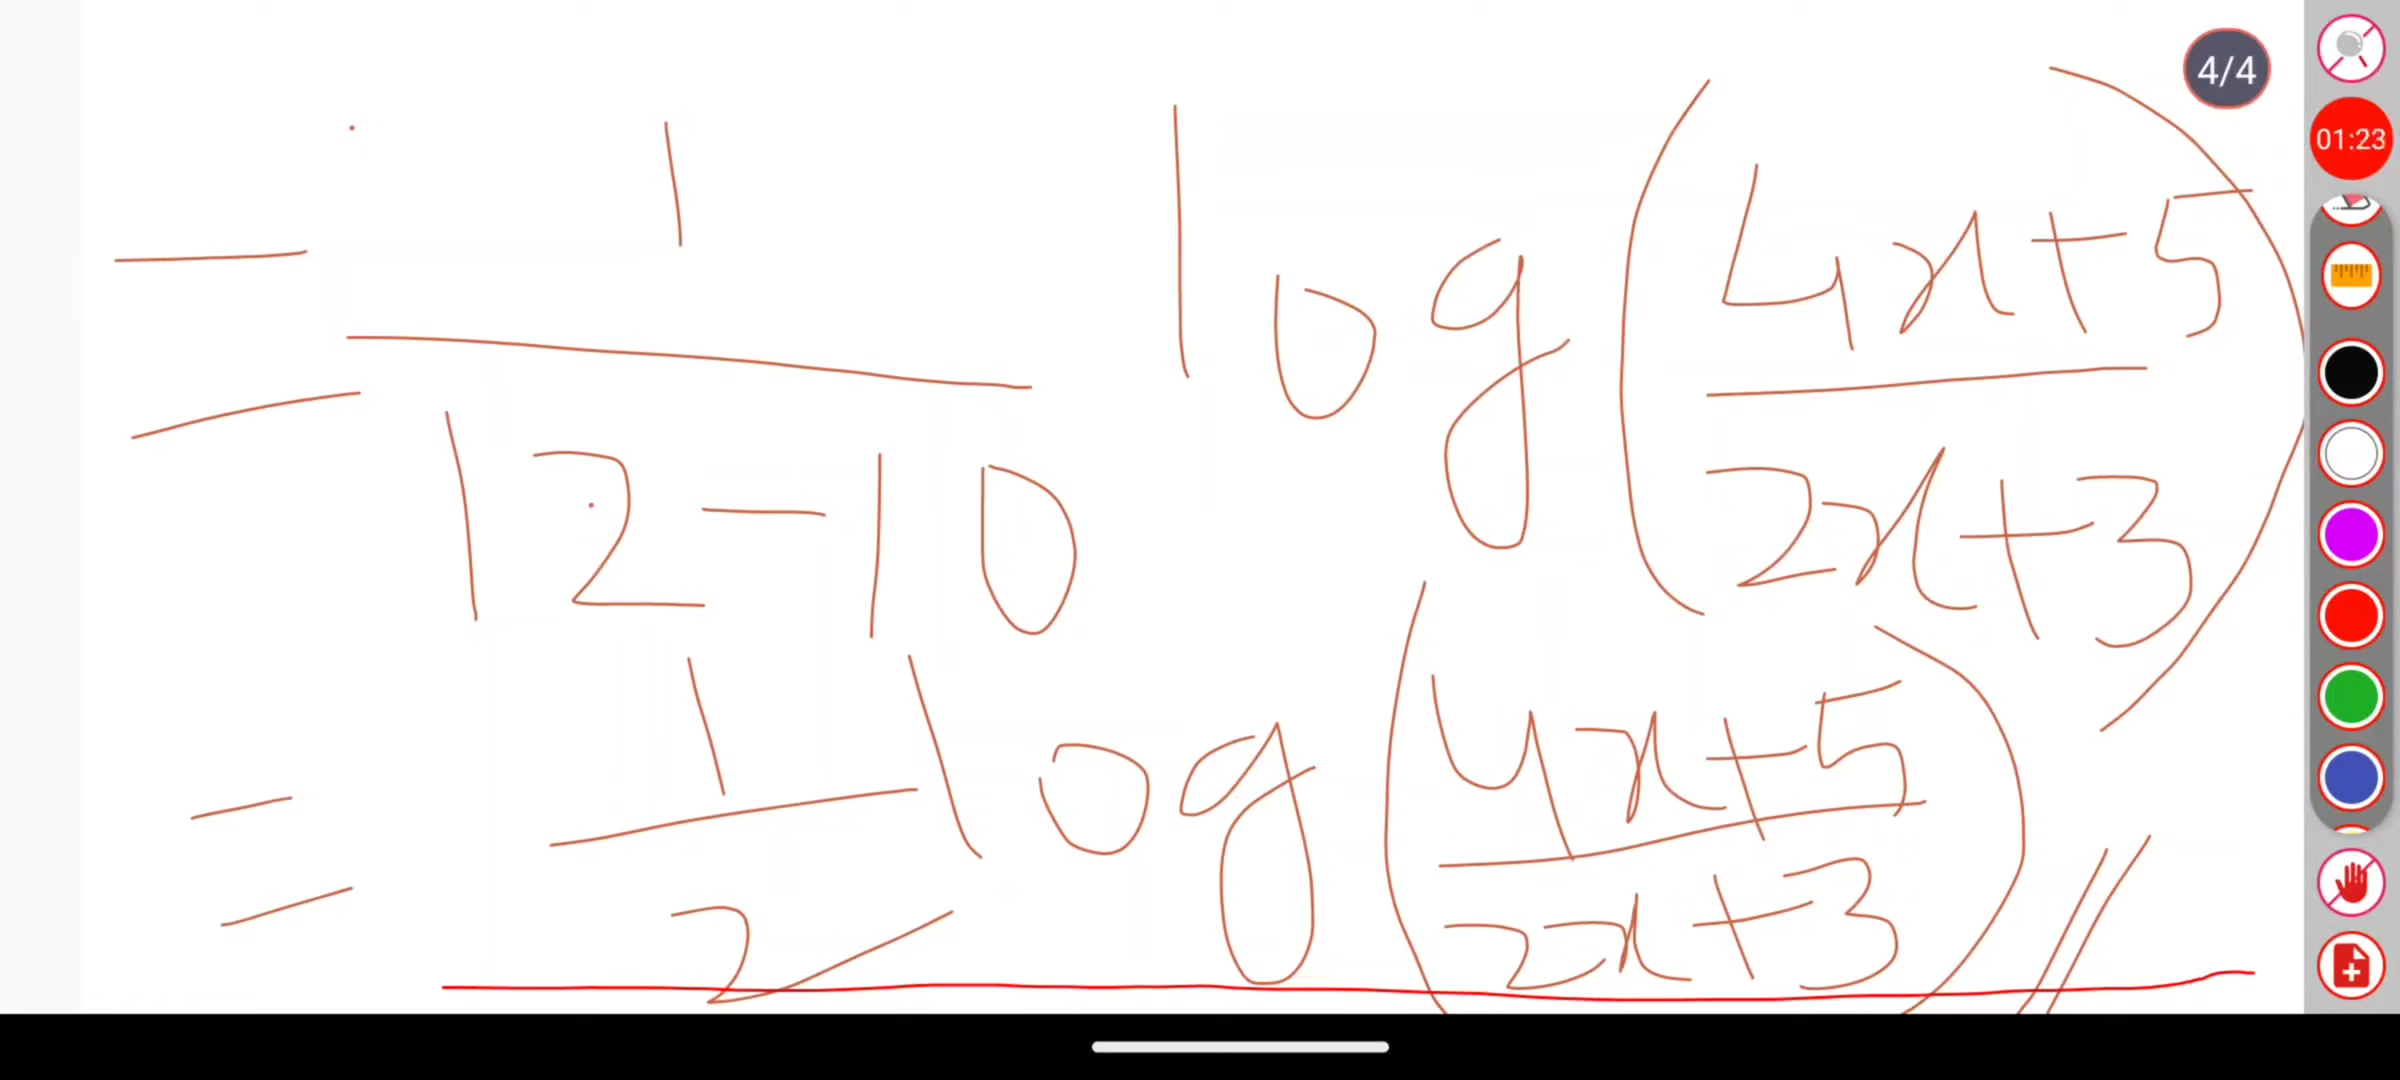 4/4
01:23
= 1/(12-10) log((4x+5)/(2x+3))
= 1/2 log((4x+5)/(2x+3)) //